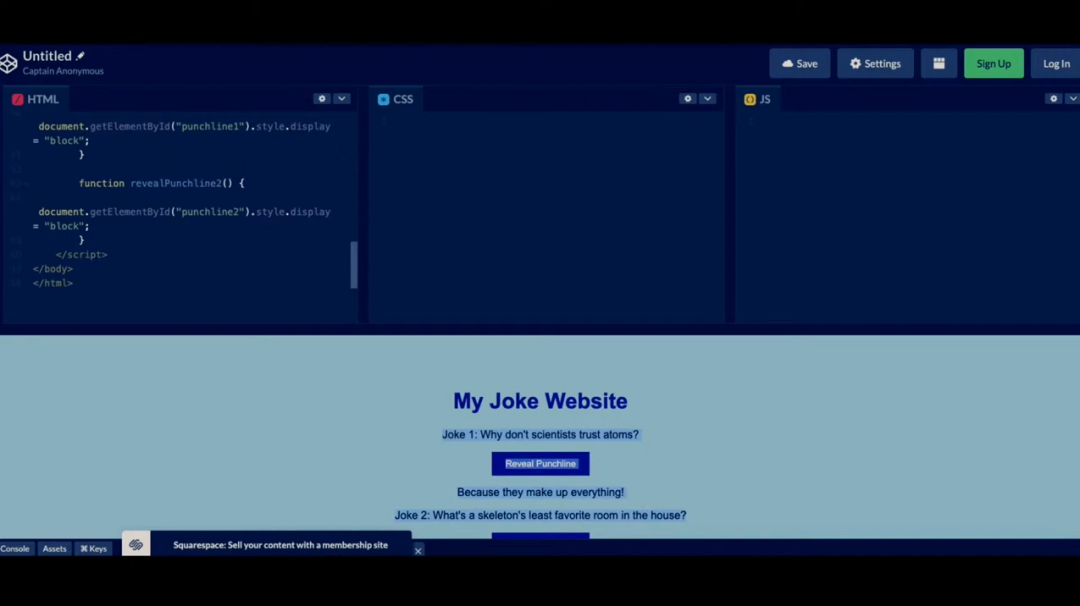 Untitled
Captain Anonymous
Save
Settings
Sign Up
Log In
HTML
CSS
JS
document.getElementById("punchline1").style.display
= "block";
}
function revealPunchline2() {
document.getElementById("punchline2").style.display
= "block";
}
</script>
</body>
</html>
My Joke Website
Joke 1: Why don't scientists trust atoms?
Reveal Punchline
Because they make up everything!
Joke 2: What's a skeleton's least favorite room in the house?
Console
Assets
⌘ Keys
Squarespace: Sell your content with a membership site